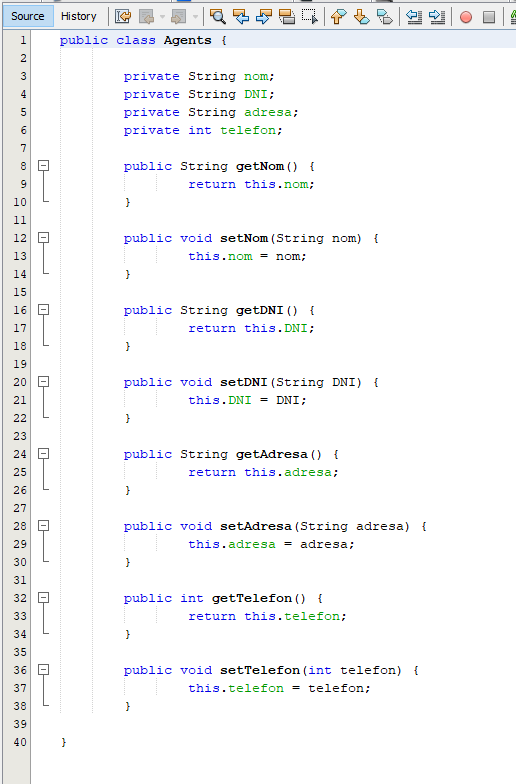 Source History
1 public class Agents {
2
3 private String nom;
4 private String DNI;
5 private String adresa;
6 private int telefon;
7
8 public String getNom() {
9 return this.nom;
10 }
11
12 public void setNom(String nom) {
13 this.nom = nom;
14 }
15
16 public String getDNI() {
17 return this.DNI;
18 }
19
20 public void setDNI(String DNI) {
21 this.DNI = DNI;
22 }
23
24 public String getAdresa() {
25 return this.adresa;
26 }
27
28 public void setAdresa(String adresa) {
29 this.adresa = adresa;
30 }
31
32 public int getTelefon() {
33 return this.telefon;
34 }
35
36 public void setTelefon(int telefon) {
37 this.telefon = telefon;
38 }
39
40 }